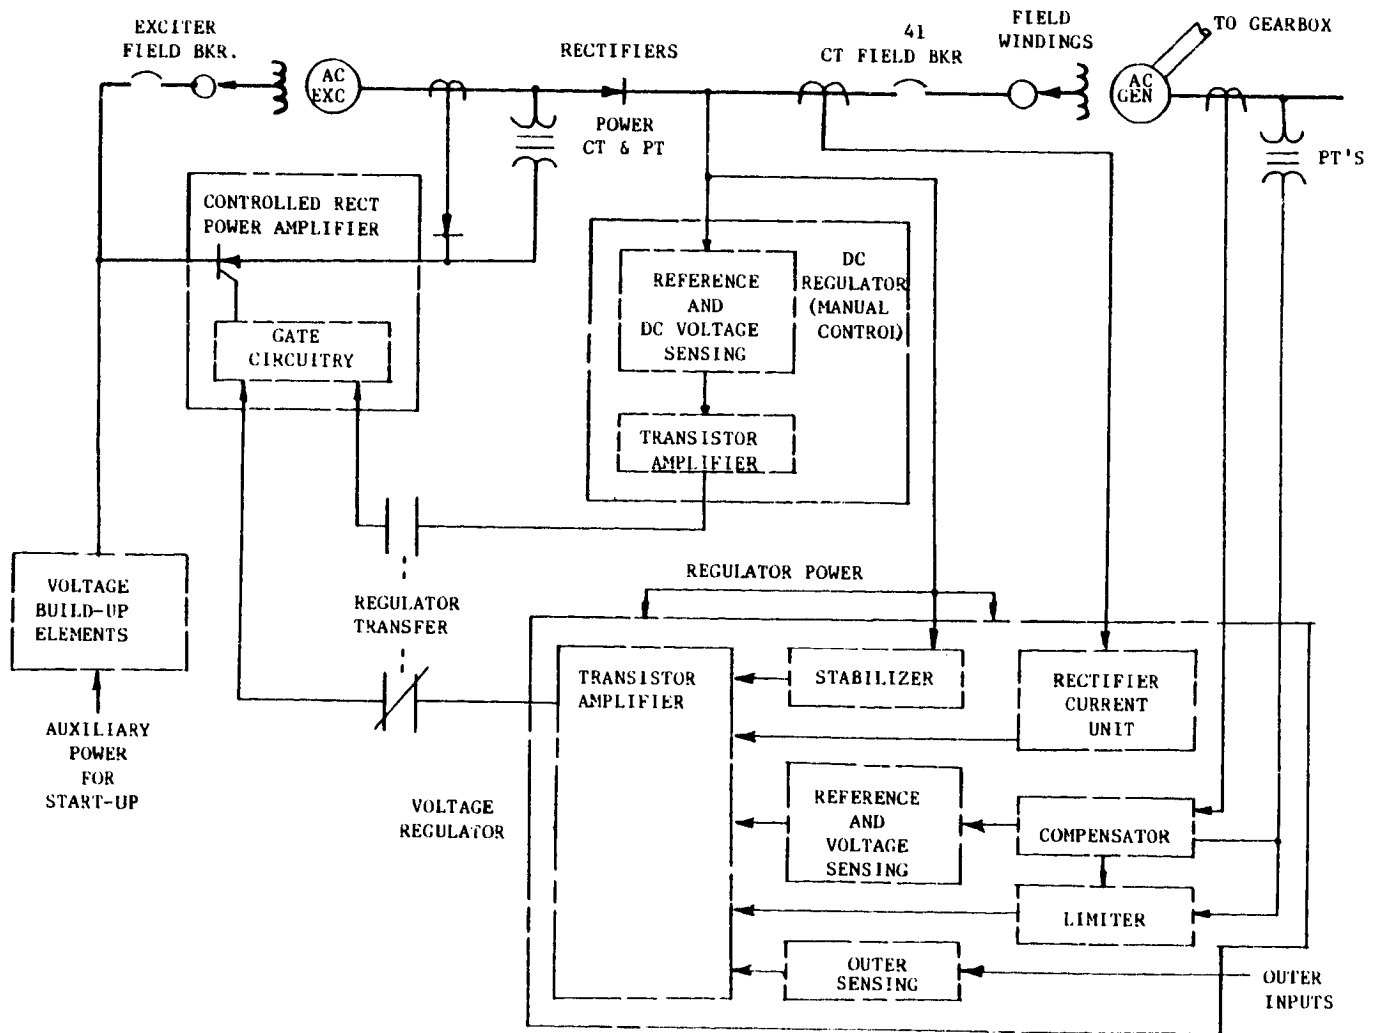 EXCITER
FIELD BKR.
AC
EXC
RECTIFIERS
41
CT FIELD BKR
FIELD
WINDINGS
AC
GEN
TO GEARBOX
POWER
CT & PT
PT'S
CONTROLLED RECT
POWER AMPLIFIER
GATE
CIRCUITRY
REFERENCE
AND
DC VOLTAGE
SENSING
DC
REGULATOR
(MANUAL
CONTROL)
TRANSISTOR
AMPLIFIER
VOLTAGE
BUILD-UP
ELEMENTS
AUXILIARY
POWER
FOR
START-UP
REGULATOR
TRANSFER
REGULATOR POWER
VOLTAGE
REGULATOR
TRANSISTOR
AMPLIFIER
STABILIZER
RECTIFIER
CURRENT
UNIT
REFERENCE
AND
VOLTAGE
SENSING
COMPENSATOR
LIMITER
OUTER
SENSING
OUTER
INPUTS